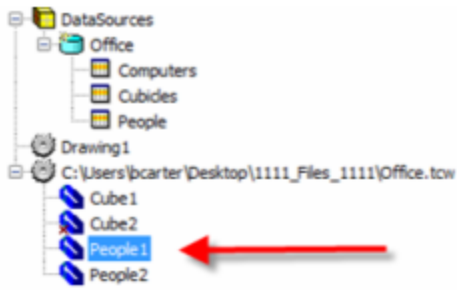 DataSources
Office
Computers
Cubicles
People
Drawing1
C:\Users\bcarter\Desktop\1111_Files_1111\Office.tcw
Cube1
Cube2
People1
People2